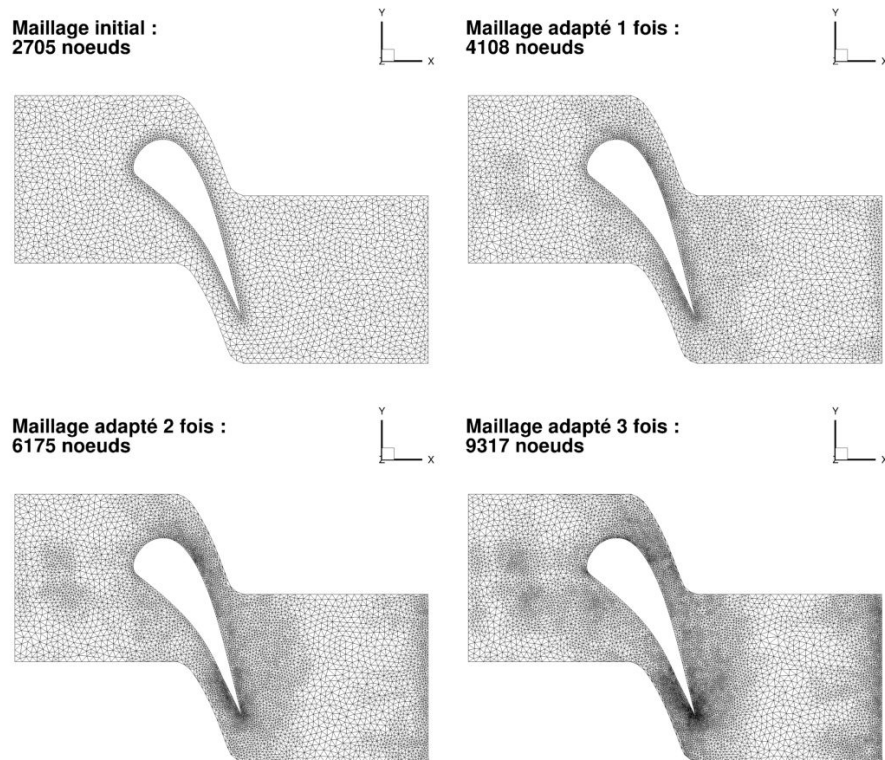 Maillage initial :
2705 noeuds
Y
Z
X
Maillage adapté 1 fois :
4108 noeuds
Y
Z
X
Maillage adapté 2 fois :
6175 noeuds
Y
Z
X
Maillage adapté 3 fois :
9317 noeuds
Y
Z
X